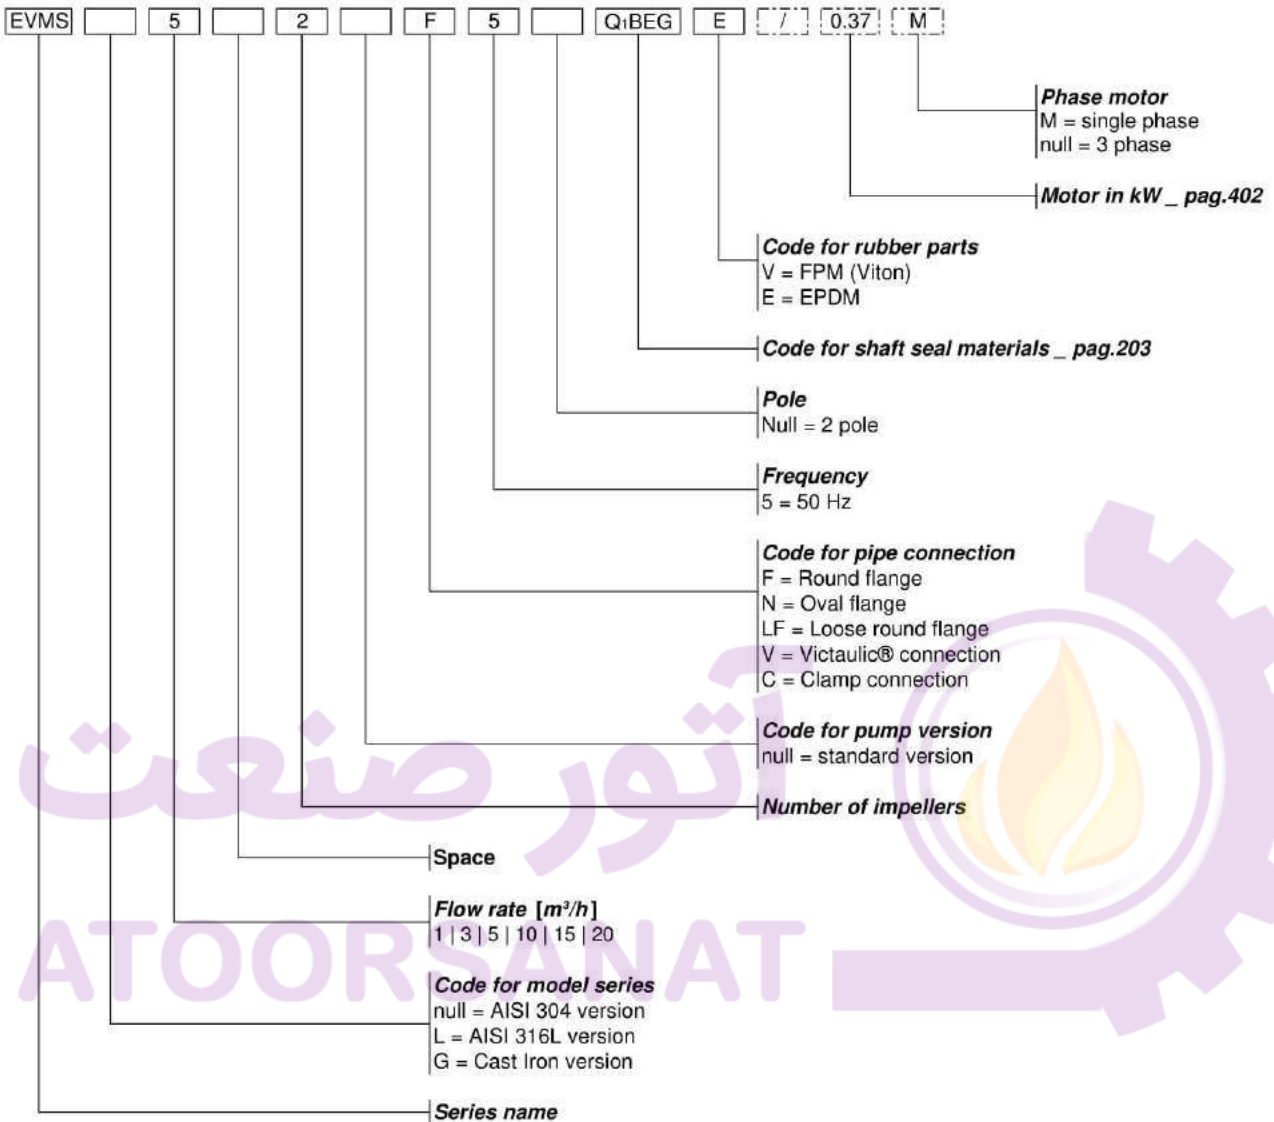 EVMS 5 2 F 5 Q1BEG E / 0.37 M
Phase motor
M = single phase
null = 3 phase
Motor in kW _ pag.402
Code for rubber parts
V = FPM (Viton)
E = EPDM
Code for shaft seal materials _ pag.203
Pole
Null = 2 pole
Frequency
5 = 50 Hz
Code for pipe connection
F = Round flange
N = Oval flange
LF = Loose round flange
V = Victaulic® connection
C = Clamp connection
Code for pump version
null = standard version
Number of impellers
Space
Flow rate [m³/h]
1 | 3 | 5 | 10 | 15 | 20
Code for model series
null = AISI 304 version
L = AISI 316L version
G = Cast Iron version
Series name
آتور صنعت
ATOORSANAT